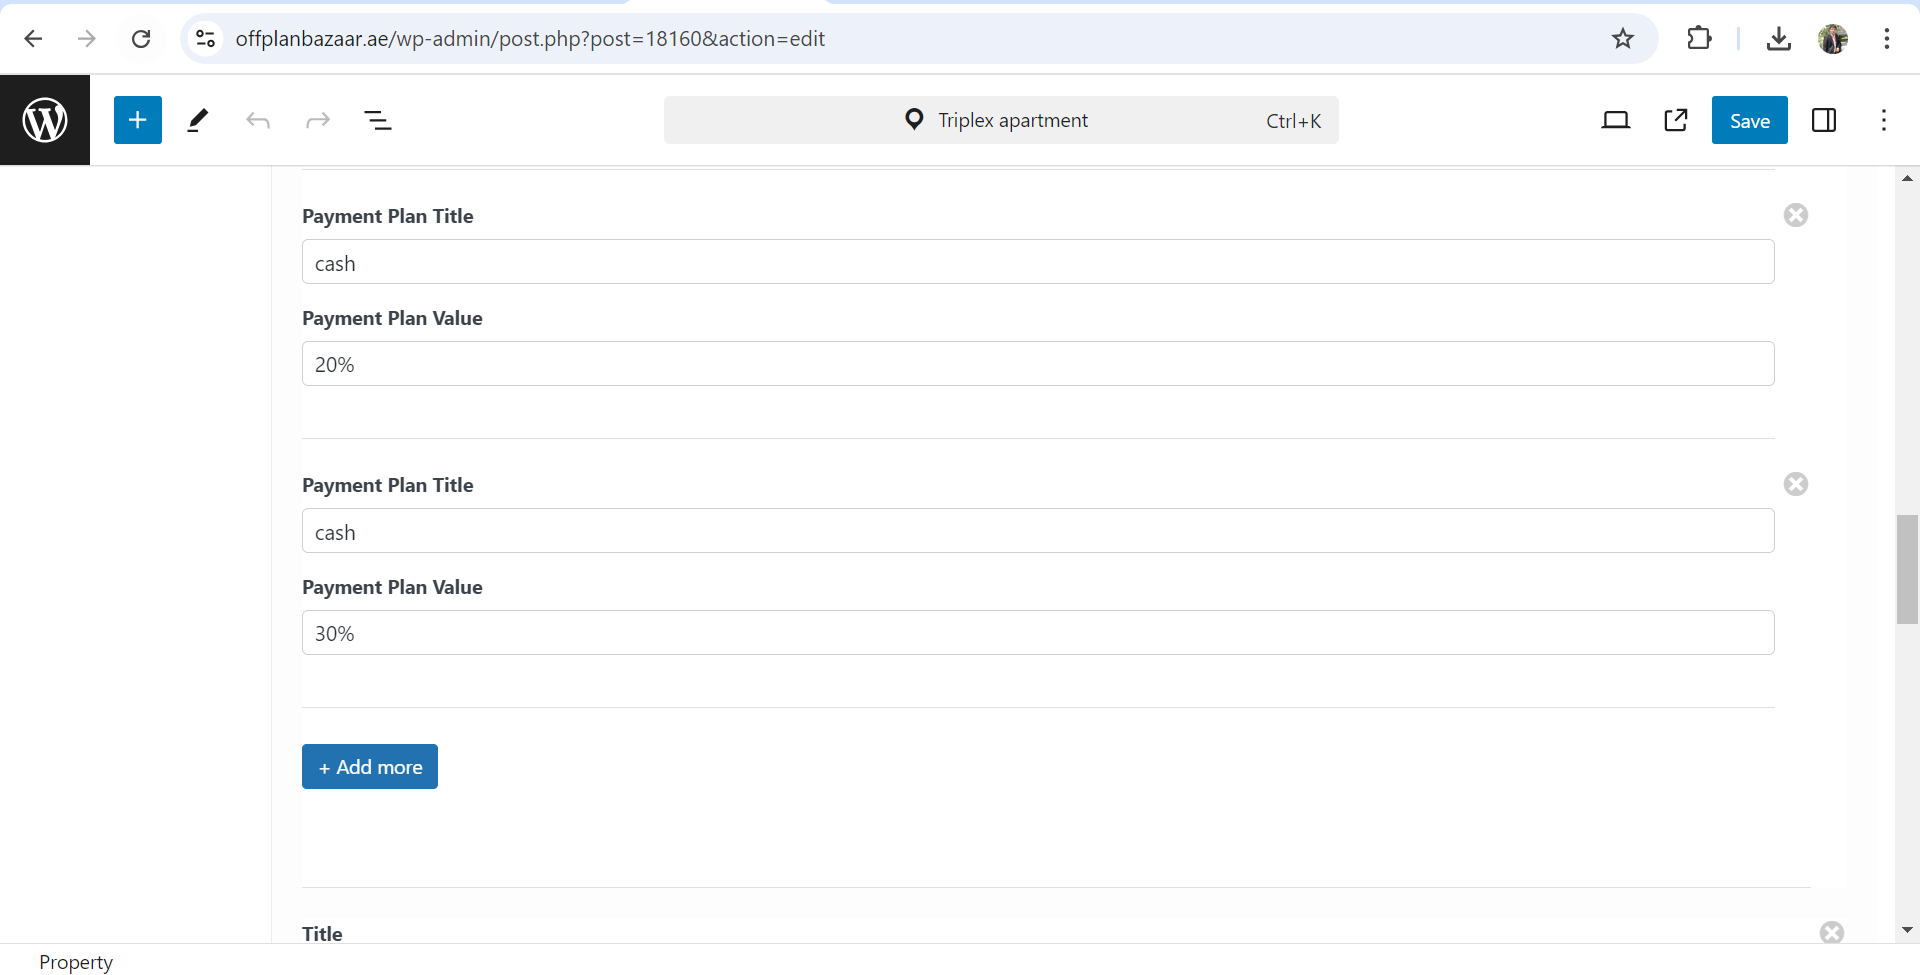 offplanbazaar.ae/wp-admin/post.php?post=18160&action=edit
Triplex apartment Ctrl+K
Save
Payment Plan Title
cash
Payment Plan Value
20%
Payment Plan Title
cash
Payment Plan Value
30%
+ Add more
Title
Property